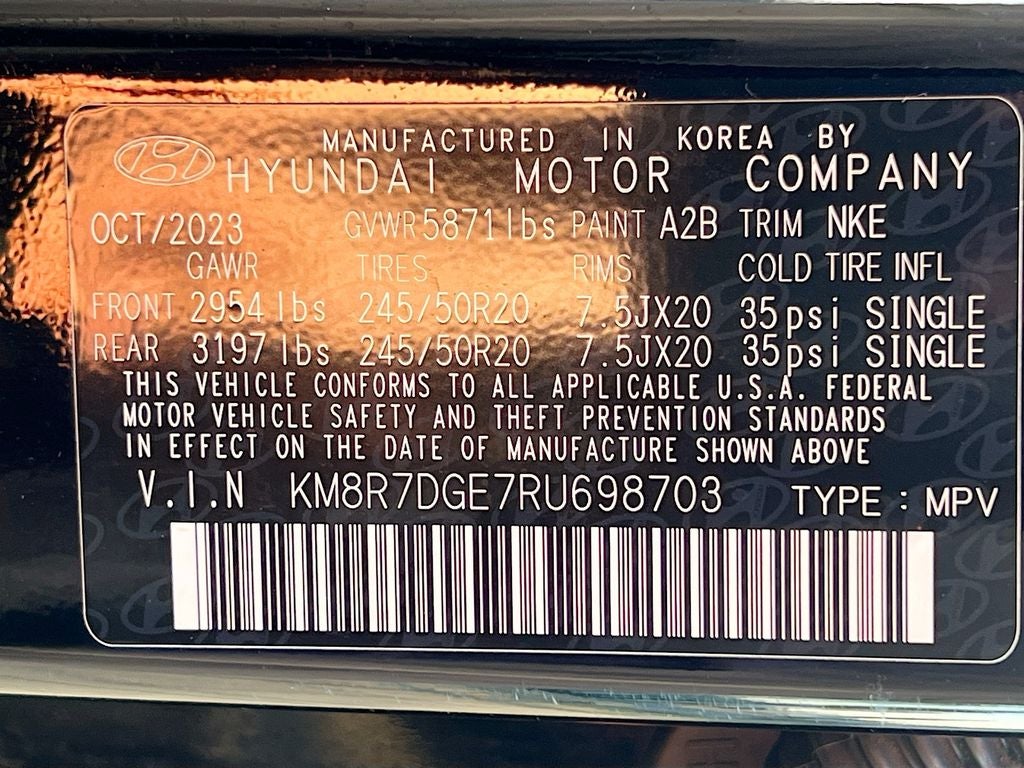 MANUFACTURED IN KOREA BY
HYUNDAI MOTOR COMPANY
OCT/2023 GVWR 5871 lbs PAINT A2B TRIM NKE
GAWR TIRES RIMS COLD TIRE INFL
FRONT 2954 lbs 245/50R20 7.5JX20 35psi SINGLE
REAR 3197 lbs 245/50R20 7.5JX20 35psi SINGLE
THIS VEHICLE CONFORMS TO ALL APPLICABLE U.S.A. FEDERAL
MOTOR VEHICLE SAFETY AND THEFT PREVENTION STANDARDS
IN EFFECT ON THE DATE OF MANUFACTURE SHOWN ABOVE
V.I.N KM8R7DGE7RU698703 TYPE : MPV